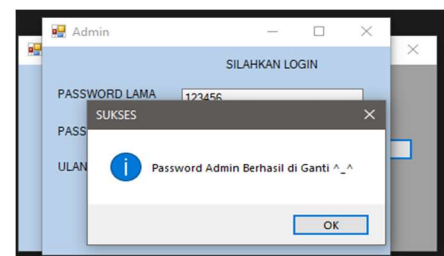 Admin
SILAHKAN LOGIN
PASSWORD LAMA 123456
SUKSES
PASS
ULAN
Password Admin Berhasil di Ganti ^_^
OK